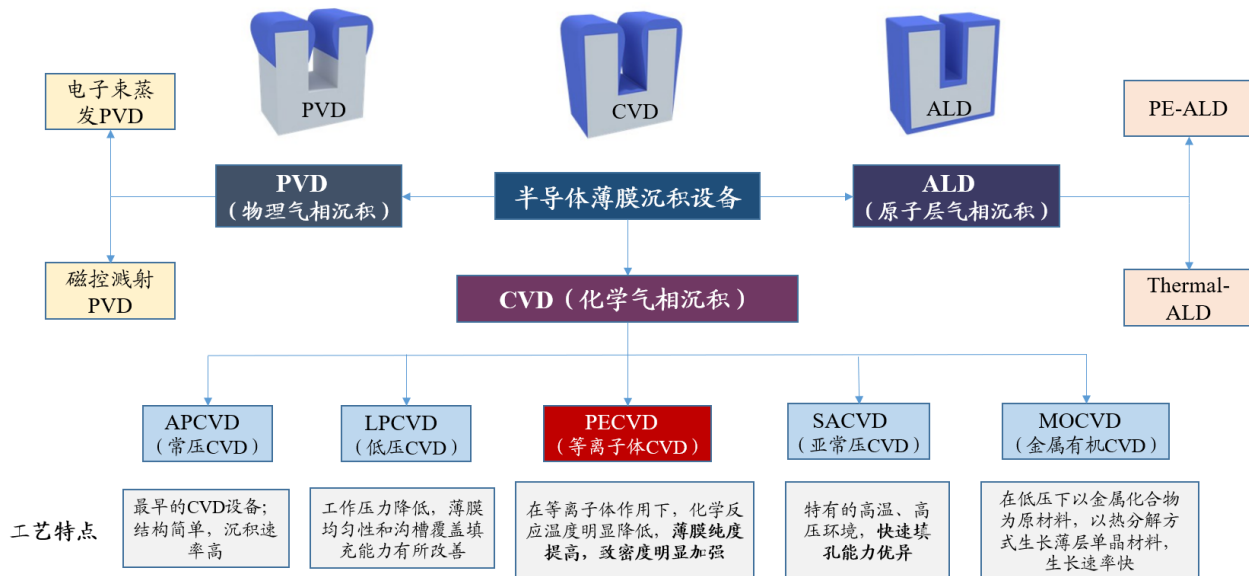 PVD
CVD
ALD
电子束蒸
发PVD
PE-ALD
PVD
（物理气相沉积）
半导体薄膜沉积设备
ALD
（原子层气相沉积）
磁控溅射
PVD
CVD（化学气相沉积）
Thermal-
ALD
APCVD
（常压CVD）
LPCVD
（低压CVD）
PECVD
（等离子体CVD）
SACVD
（亚常压CVD）
MOCVD
（金属有机CVD）
工艺特点
最早的CVD设备；
结构简单，沉积速
率高
工作压力降低，薄膜
均匀性和沟槽覆盖填
充能力有所改善
在等离子体作用下，化学反
应温度明显降低，薄膜纯度
提高，致密度明显加强
特有的高温、高
压环境，快速填
孔能力优异
在低压下以金属化合物
为原材料，以热分解方
式生长薄层单晶材料，
生长速率快